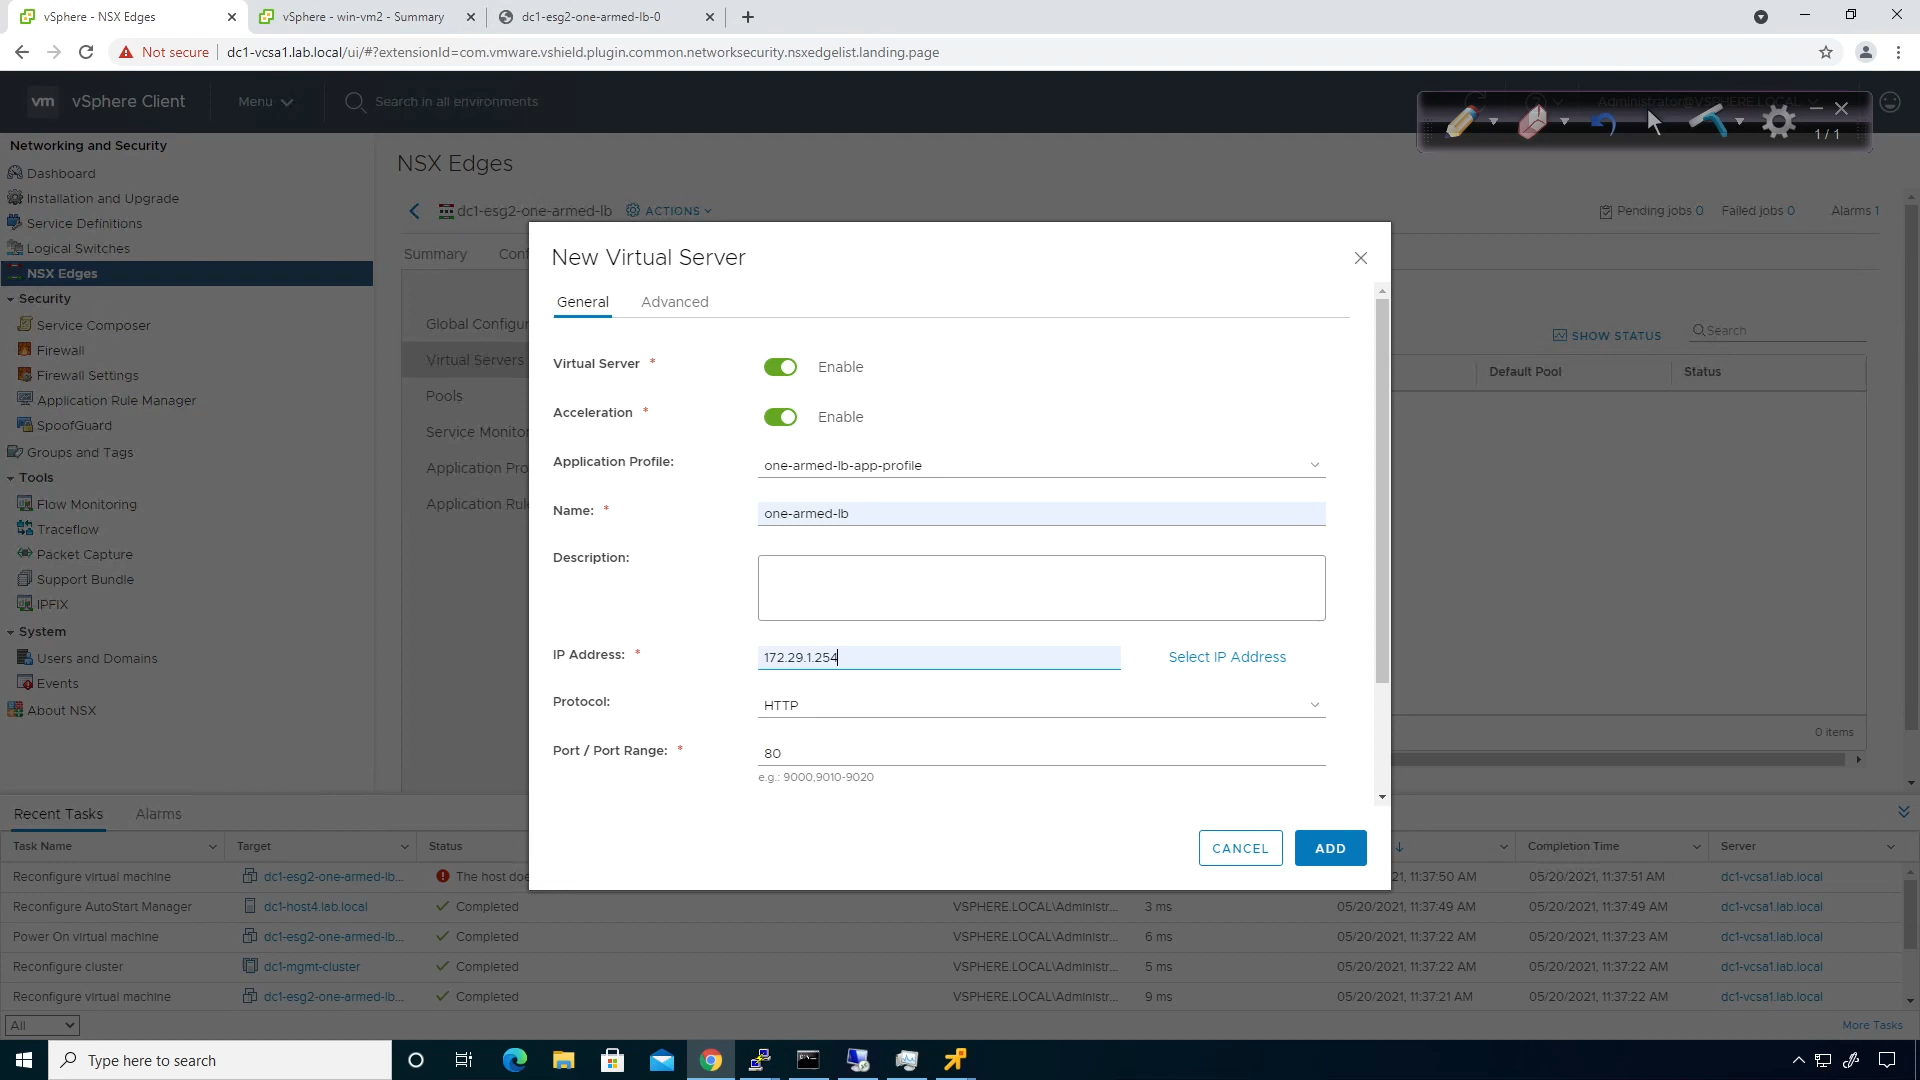 vSphere - NSX Edges
vSphere - win-vm2 - Summary
dc1-esg2-one-armed-lb-0
Not secure
dc1-vcsa1.lab.local/ui/#?extensionId=com.vmware.vshield.plugin.common.networksecurity.nsxedgelist.landing.page
vm
vSphere Client
Menu
Search in all environments
Administrator@VSPHERE.LOCAL
1 / 1
Networking and Security
Dashboard
Installation and Upgrade
Service Definitions
Logical Switches
NSX Edges
Security
Service Composer
Firewall
Firewall Settings
Application Rule Manager
SpoofGuard
Groups and Tags
Tools
Flow Monitoring
Traceflow
Packet Capture
Support Bundle
IPFIX
System
Users and Domains
Events
About NSX
NSX Edges
dc1-esg2-one-armed-lb
ACTIONS
Pending jobs 0
Failed jobs 0
Alarms 1
Summary
Conf
Global Configur
Virtual Servers
Pools
Service Monitor
Application Pro
Application Rul
SHOW STATUS
Search
Default Pool
Status
0 items
New Virtual Server
General
Advanced
Virtual Server *
Enable
Acceleration *
Enable
Application Profile:
one-armed-lb-app-profile
Name: *
one-armed-lb
Description:
IP Address: *
172.29.1.254
Select IP Address
Protocol:
HTTP
Port / Port Range: *
80
e.g.: 9000,9010-9020
CANCEL
ADD
Recent Tasks
Alarms
Task Name
Target
Status
Completion Time
Server
Reconfigure virtual machine
dc1-esg2-one-armed-lb...
The host doe
21, 11:37:50 AM
05/20/2021, 11:37:51 AM
dc1-vcsa1.lab.local
Reconfigure AutoStart Manager
dc1-host4.lab.local
Completed
VSPHERE.LOCAL\Administr...
3 ms
05/20/2021, 11:37:49 AM
05/20/2021, 11:37:49 AM
dc1-vcsa1.lab.local
Power On virtual machine
dc1-esg2-one-armed-lb...
Completed
VSPHERE.LOCAL\Administr...
6 ms
05/20/2021, 11:37:22 AM
05/20/2021, 11:37:23 AM
dc1-vcsa1.lab.local
Reconfigure cluster
dc1-mgmt-cluster
Completed
VSPHERE.LOCAL\Administr...
5 ms
05/20/2021, 11:37:22 AM
05/20/2021, 11:37:22 AM
dc1-vcsa1.lab.local
Reconfigure virtual machine
dc1-esg2-one-armed-lb...
Completed
VSPHERE.LOCAL\Administr...
9 ms
05/20/2021, 11:37:21 AM
05/20/2021, 11:37:22 AM
dc1-vcsa1.lab.local
All
More Tasks
Type here to search